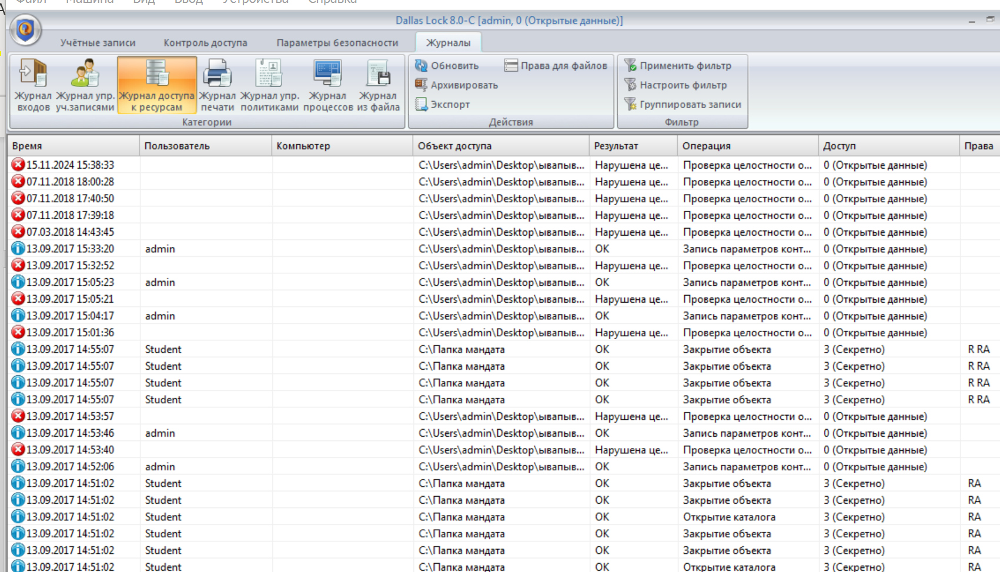 Файл Машина Вид Ввод Устройства Справка
Dallas Lock 8.0-C [admin, 0 (Открытые данные)]
Учётные записи Контроль доступа Параметры безопасности Журналы
Журнал входов
Журнал упр. уч.записями
Журнал доступа к ресурсам
Журнал печати
Журнал упр. политиками
Журнал процессов
Журнал из файла
Категории
Обновить Права для файлов
Архивировать
Экспорт
Действия
Применить фильтр
Настроить фильтр
Группировать записи
Фильтр
Время Пользователь Компьютер Объект доступа Результат Операция Доступ Права
15.11.2024 15:38:33 C:\Users\admin\Desktop\ывапыв... Нарушена це... Проверка целостности о... 0 (Открытые данные)
07.11.2018 18:00:28 C:\Users\admin\Desktop\ывапыв... Нарушена це... Проверка целостности о... 0 (Открытые данные)
07.11.2018 17:40:50 C:\Users\admin\Desktop\ывапыв... Нарушена це... Проверка целостности о... 0 (Открытые данные)
07.11.2018 17:39:18 C:\Users\admin\Desktop\ывапыв... Нарушена це... Проверка целостности о... 0 (Открытые данные)
07.03.2018 14:43:45 C:\Users\admin\Desktop\ывапыв... Нарушена це... Проверка целостности о... 0 (Открытые данные)
13.09.2017 15:33:20 admin C:\Users\admin\Desktop\ывапыв... OK Запись параметров конт... 0 (Открытые данные)
13.09.2017 15:32:52 C:\Users\admin\Desktop\ывапыв... Нарушена це... Проверка целостности о... 0 (Открытые данные)
13.09.2017 15:05:23 admin C:\Users\admin\Desktop\ывапыв... OK Запись параметров конт... 0 (Открытые данные)
13.09.2017 15:05:21 C:\Users\admin\Desktop\ывапыв... Нарушена це... Проверка целостности о... 0 (Открытые данные)
13.09.2017 15:04:17 admin C:\Users\admin\Desktop\ывапыв... OK Запись параметров конт... 0 (Открытые данные)
13.09.2017 15:01:36 C:\Users\admin\Desktop\ывапыв... Нарушена це... Проверка целостности о... 0 (Открытые данные)
13.09.2017 14:55:07 Student C:\Папка мандата OK Закрытие объекта 3 (Секретно) R RA
13.09.2017 14:55:07 Student C:\Папка мандата OK Закрытие объекта 3 (Секретно) R RA
13.09.2017 14:55:07 Student C:\Папка мандата OK Закрытие объекта 3 (Секретно) R RA
13.09.2017 14:55:07 Student C:\Папка мандата OK Закрытие объекта 3 (Секретно) R RA
13.09.2017 14:53:57 C:\Users\admin\Desktop\ывапыв... Нарушена це... Проверка целостности о... 0 (Открытые данные)
13.09.2017 14:53:46 admin C:\Users\admin\Desktop\ывапыв... OK Запись параметров конт... 0 (Открытые данные)
13.09.2017 14:53:40 C:\Users\admin\Desktop\ывапыв... Нарушена це... Проверка целостности о... 0 (Открытые данные)
13.09.2017 14:52:06 admin C:\Users\admin\Desktop\ывапыв... OK Запись параметров конт... 0 (Открытые данные)
13.09.2017 14:51:02 Student C:\Папка мандата OK Закрытие объекта 3 (Секретно) RA
13.09.2017 14:51:02 Student C:\Папка мандата OK Закрытие объекта 3 (Секретно) RA
13.09.2017 14:51:02 Student C:\Папка мандата OK Открытие каталога 3 (Секретно) RA
13.09.2017 14:51:02 Student C:\Папка мандата OK Закрытие объекта 3 (Секретно) RA
13.09.2017 14:51:02 Student C:\Папка мандата OK Закрытие объекта 3 (Секретно) RA
13.09.2017 14:51:02 Student C:\Папка мандата OK Открытие каталога 3 (Секретно) RA